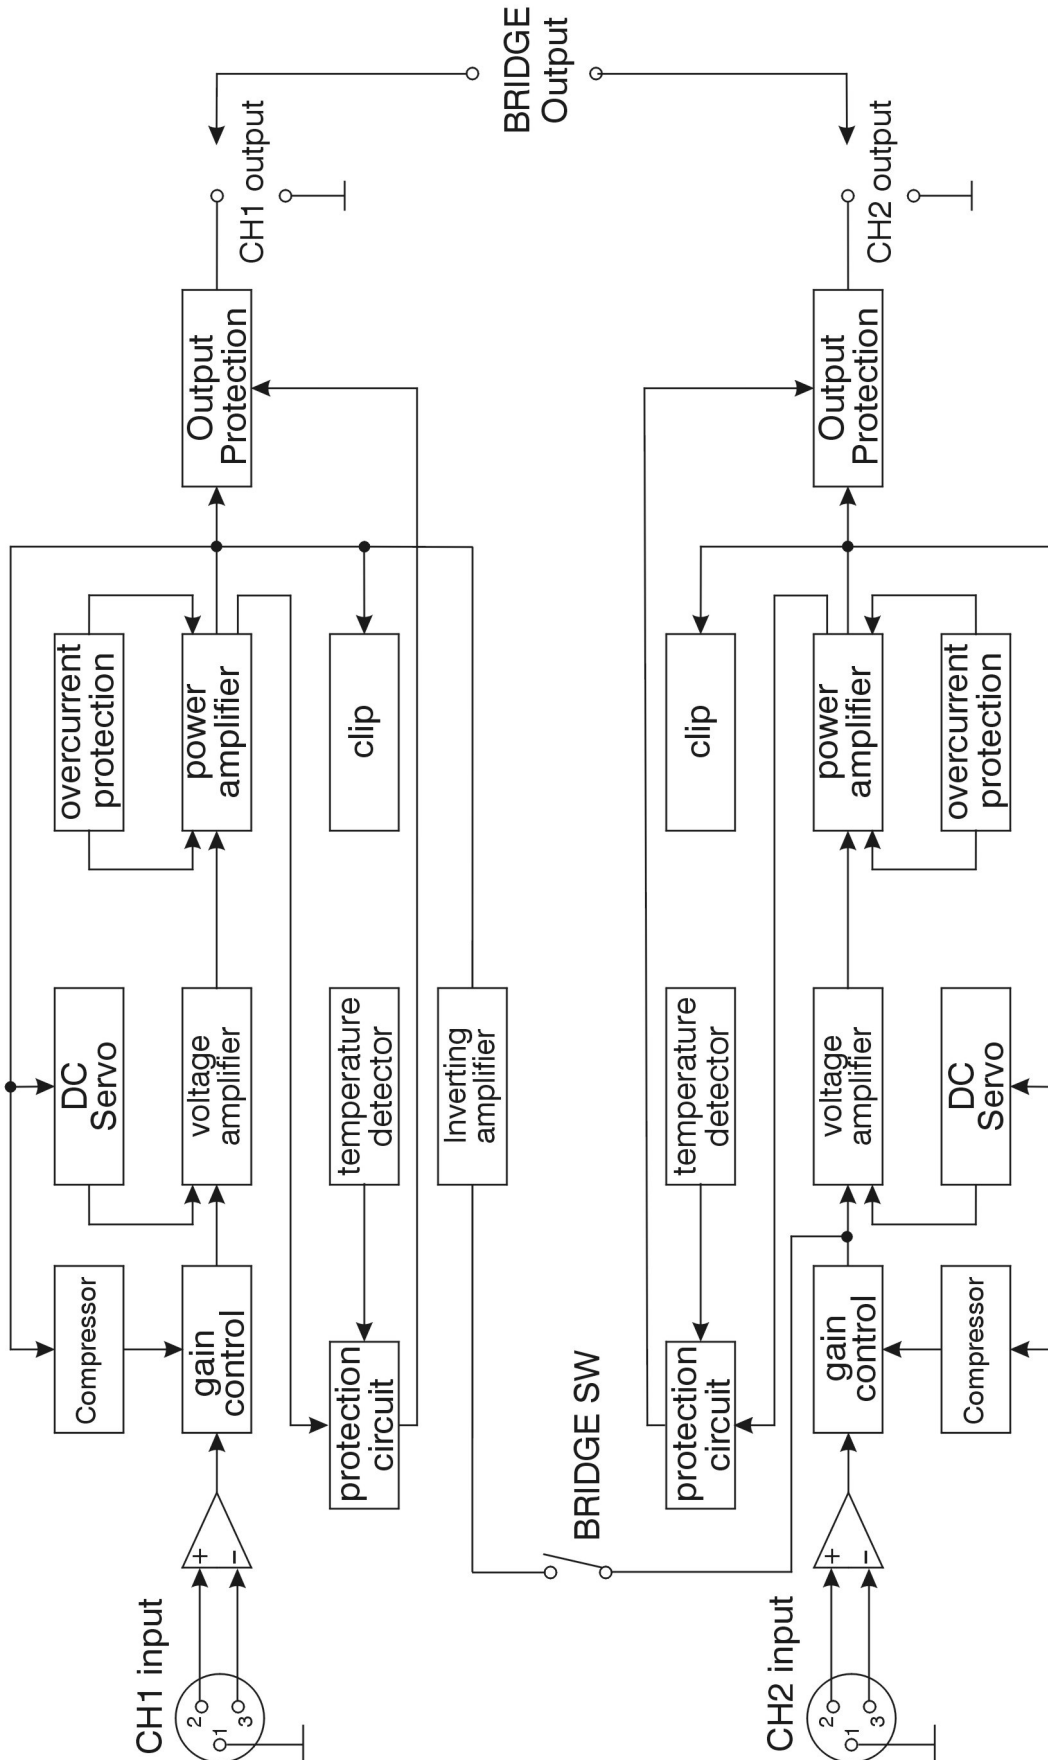 CH1 input
2
1
3
+
−
Compressor
gain
control
DC
Servo
voltage
amplifier
overcurrent
protection
power
amplifier
Output
Protection
CH1 output
protection
circuit
temperature
detector
clip
Inverting
amplifier
BRIDGE
Output
BRIDGE SW
protection
circuit
temperature
detector
clip
CH2 input
2
1
3
+
−
gain
control
voltage
amplifier
power
amplifier
Output
Protection
CH2 output
Compressor
DC
Servo
overcurrent
protection